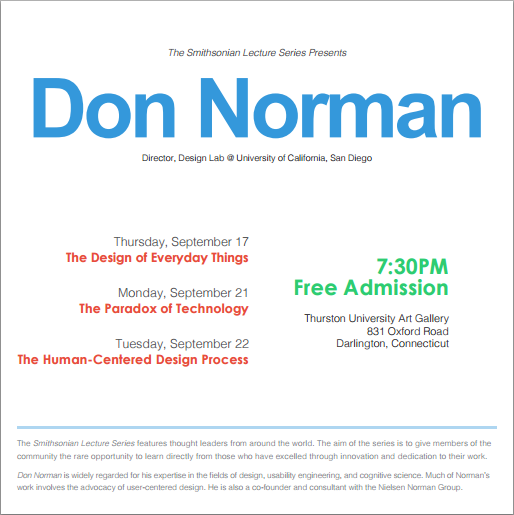 The Smithsonian Lecture Series Presents
Don Norman
Director, Design Lab @ University of California, San Diego
Thursday, September 17
The Design of Everyday Things
Monday, September 21
The Paradox of Technology
Tuesday, September 22
The Human-Centered Design Process
7:30PM
Free Admission
Thurston University Art Gallery
831 Oxford Road
Darlington, Connecticut
The Smithsonian Lecture Series features thought leaders from around the world. The aim of the series is to give members of the
community the rare opportunity to learn directly from those who have excelled through innovation and dedication to their work.
Don Norman is widely regarded for his expertise in the fields of design, usability engineering, and cognitive science. Much of Norman's
work involves the advocacy of user-centered design. He is also a co-founder and consultant with the Nielsen Norman Group.